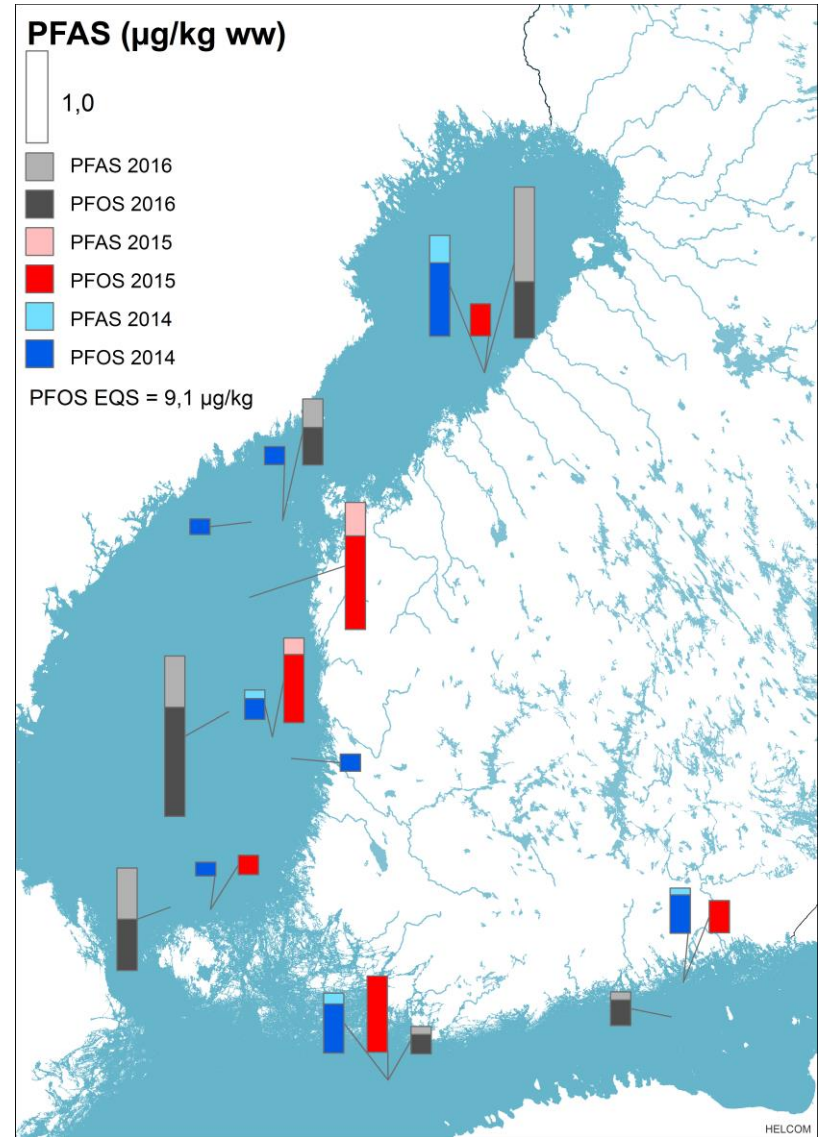 PFAS (µg/kg ww)
1,0
PFAS 2016
PFOS 2016
PFAS 2015
PFOS 2015
PFAS 2014
PFOS 2014
PFOS EQS = 9,1 µg/kg
HELCOM